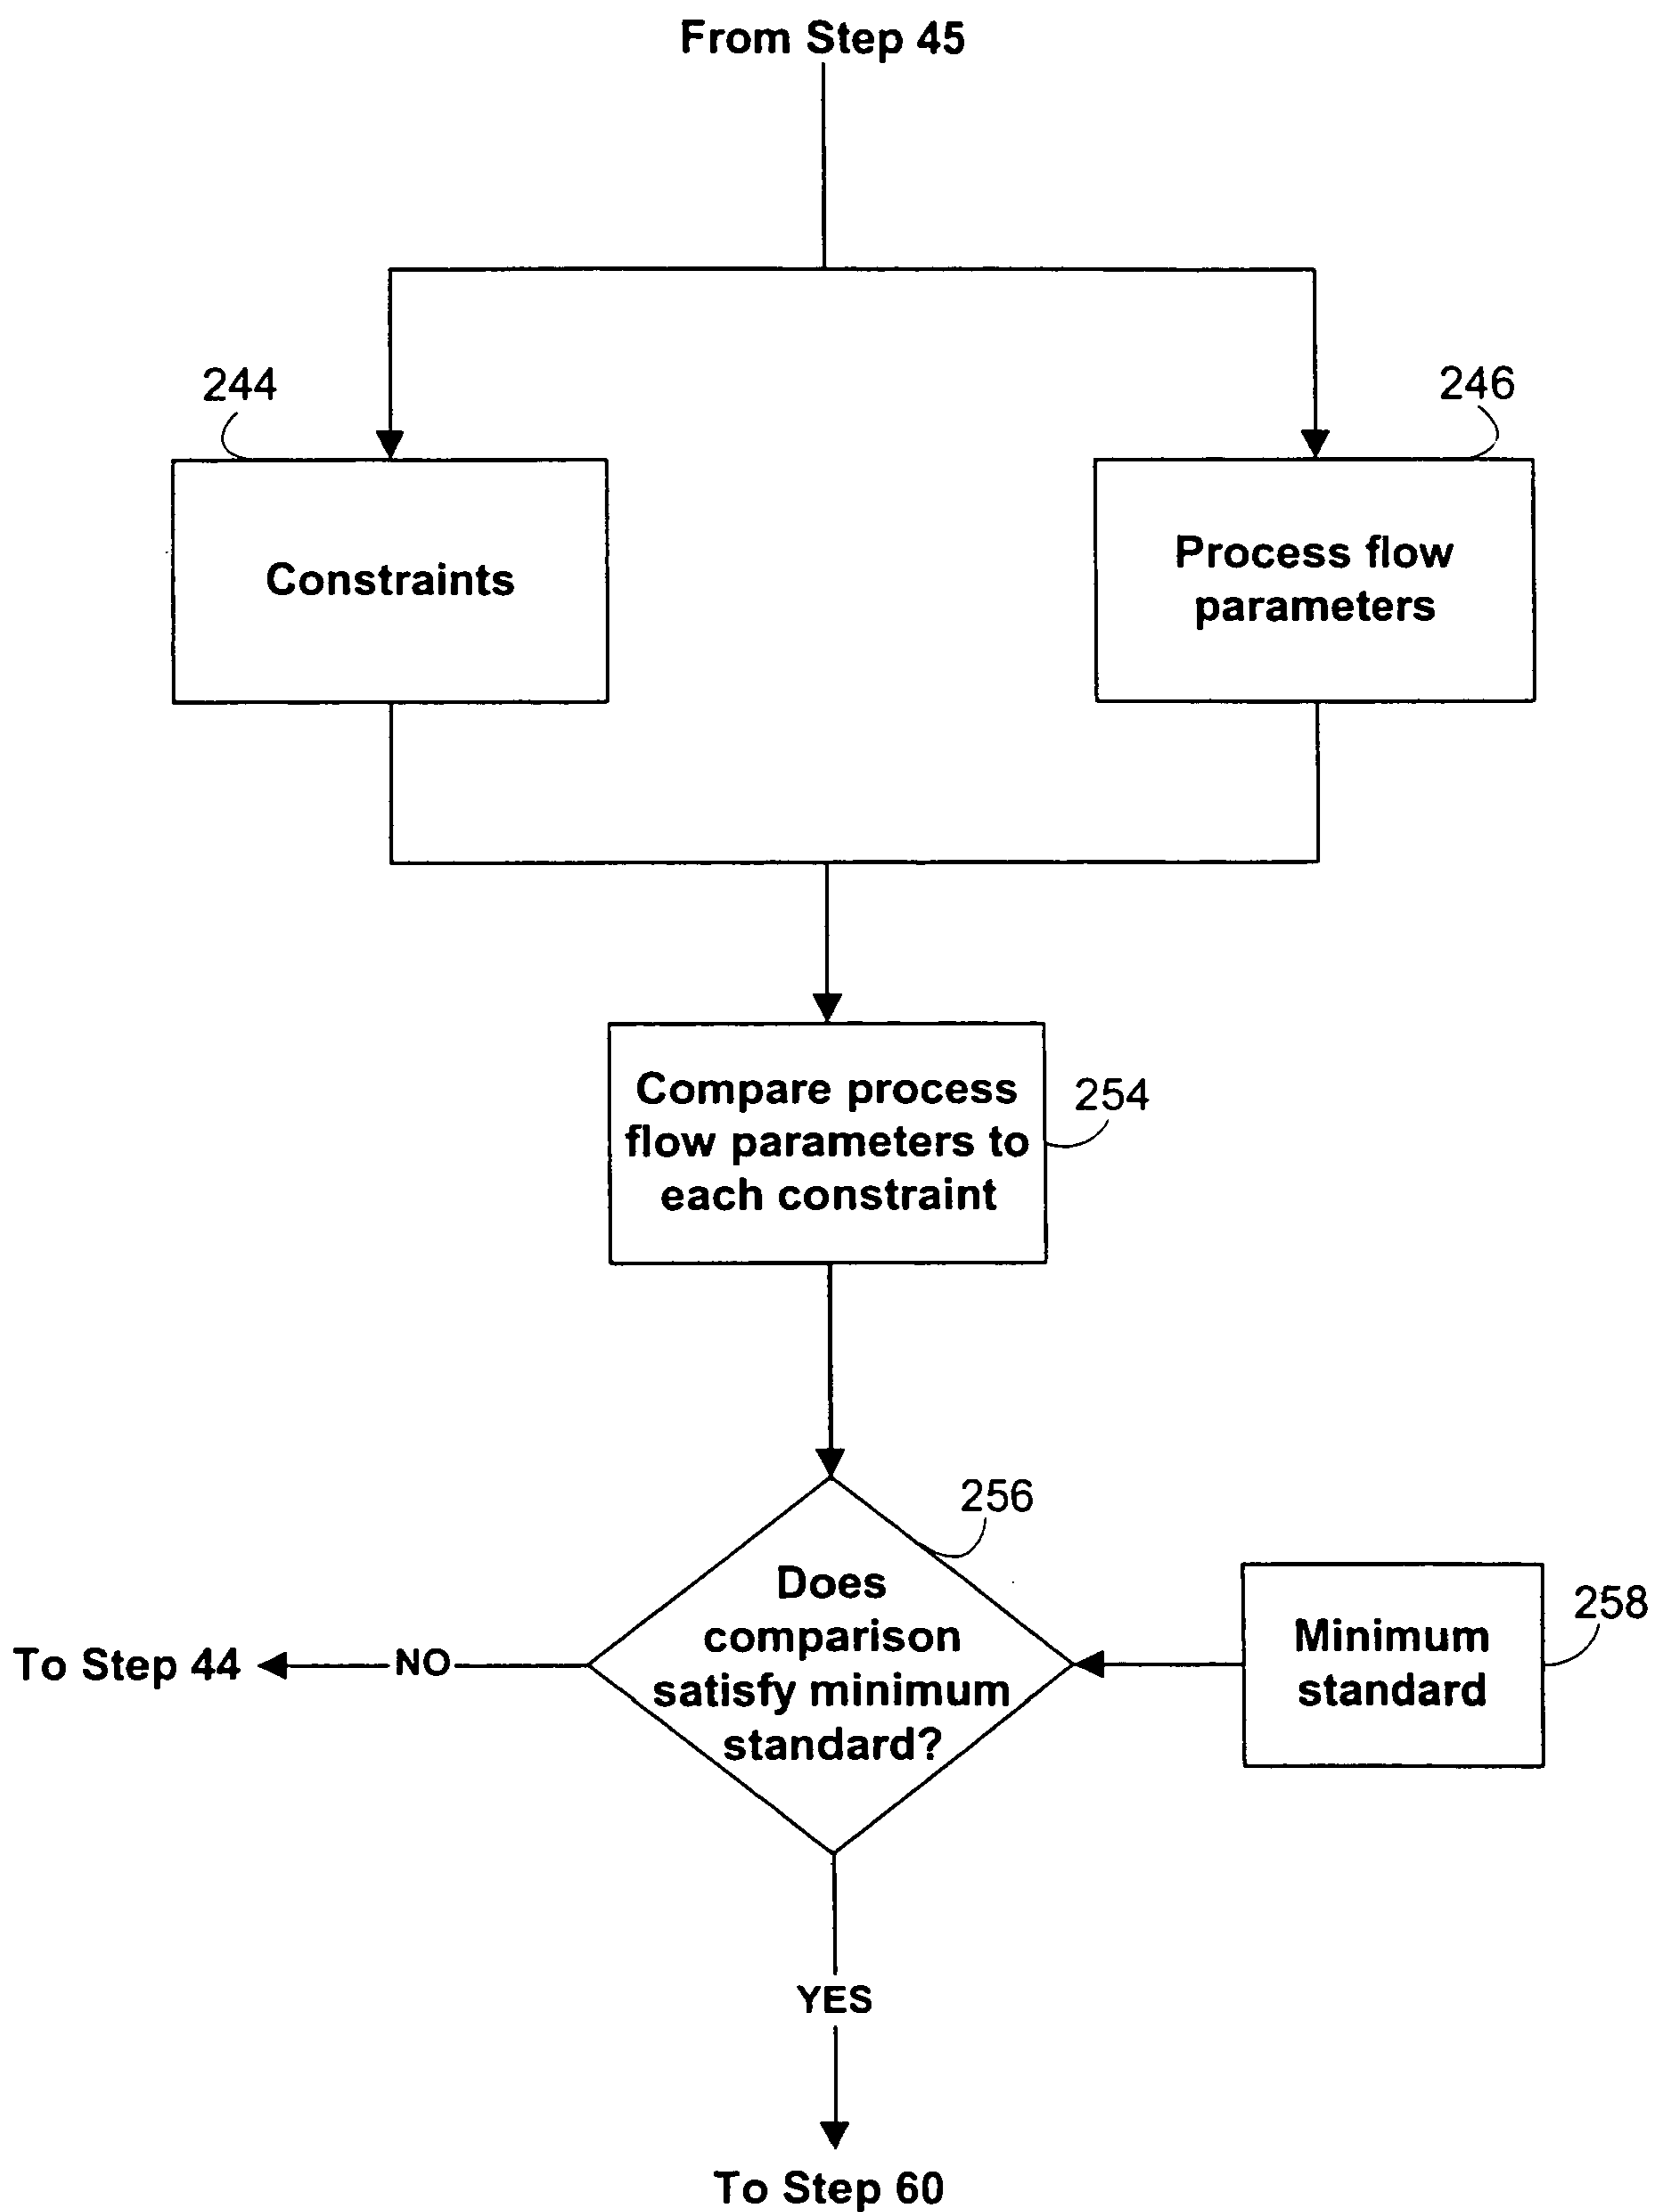 From Step 45
244
246
Constraints
Process flow
parameters
Compare process
flow parameters to
each constraint
254
256
Does
comparison
satisfy minimum
standard?
Minimum
standard
258
To Step 44
NO
YES
To Step 60